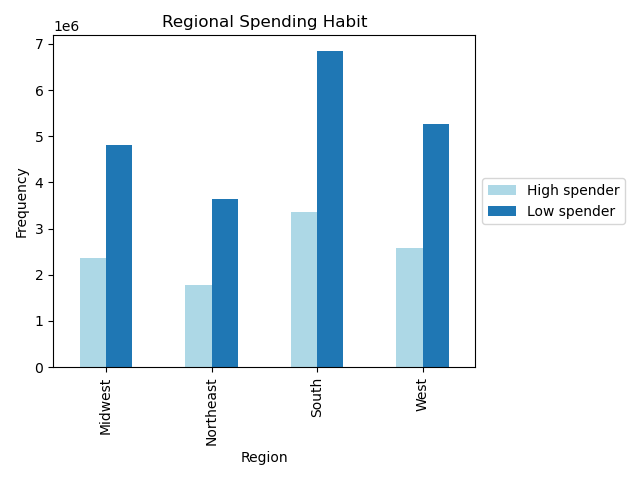 Regional Spending Habit
1e6
7
6
5
4
3
2
1
0
Frequency
Midwest
Northeast
South
West
Region
High spender
Low spender